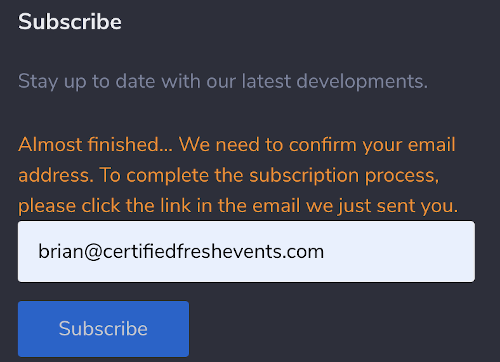 Subscribe
Stay up to date with our latest developments.
Almost finished... We need to confirm your email
address. To complete the subscription process,
please click the link in the email we just sent you.
brian@certifiedfreshevents.com
Subscribe